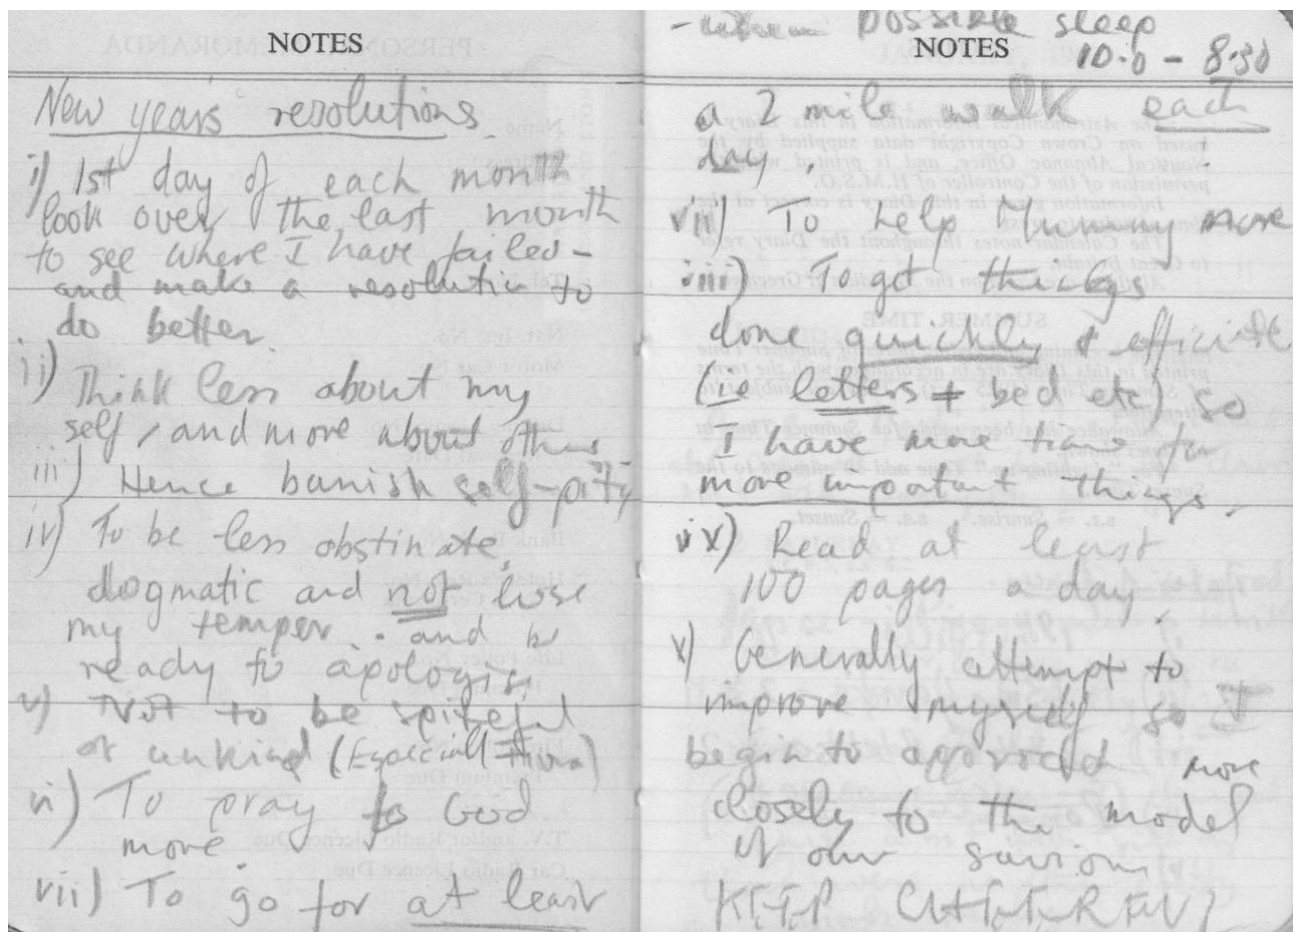 NOTES
New years resolutions
i) 1st day of each month
look over the last month
to see where I have failed -
and make a resolution to
do better.
ii) Think less about my
self, and more about others
iii) Hence banish self-pity
iv) To be less obstinate,
dogmatic and not lose
my temper. and be
ready to apologise
v) Not to be spiteful
or unkind (Especiall
vi) To pray to God
more.
vii) To go for at least
- when possible sleep
NOTES
10.0 - 8.30
a 2 mile walk each
day.
vii) To help Mummy more
iiii) To get things
done quickly & efficient
(ie letters + bed etc) so
I have more time for
more important things.
ix) Read at least
100 pages a day.
x) Generally attempt to
improve myself so I
begin to approach more
closely to the model
of our saviour
KEEP CHEERFUL